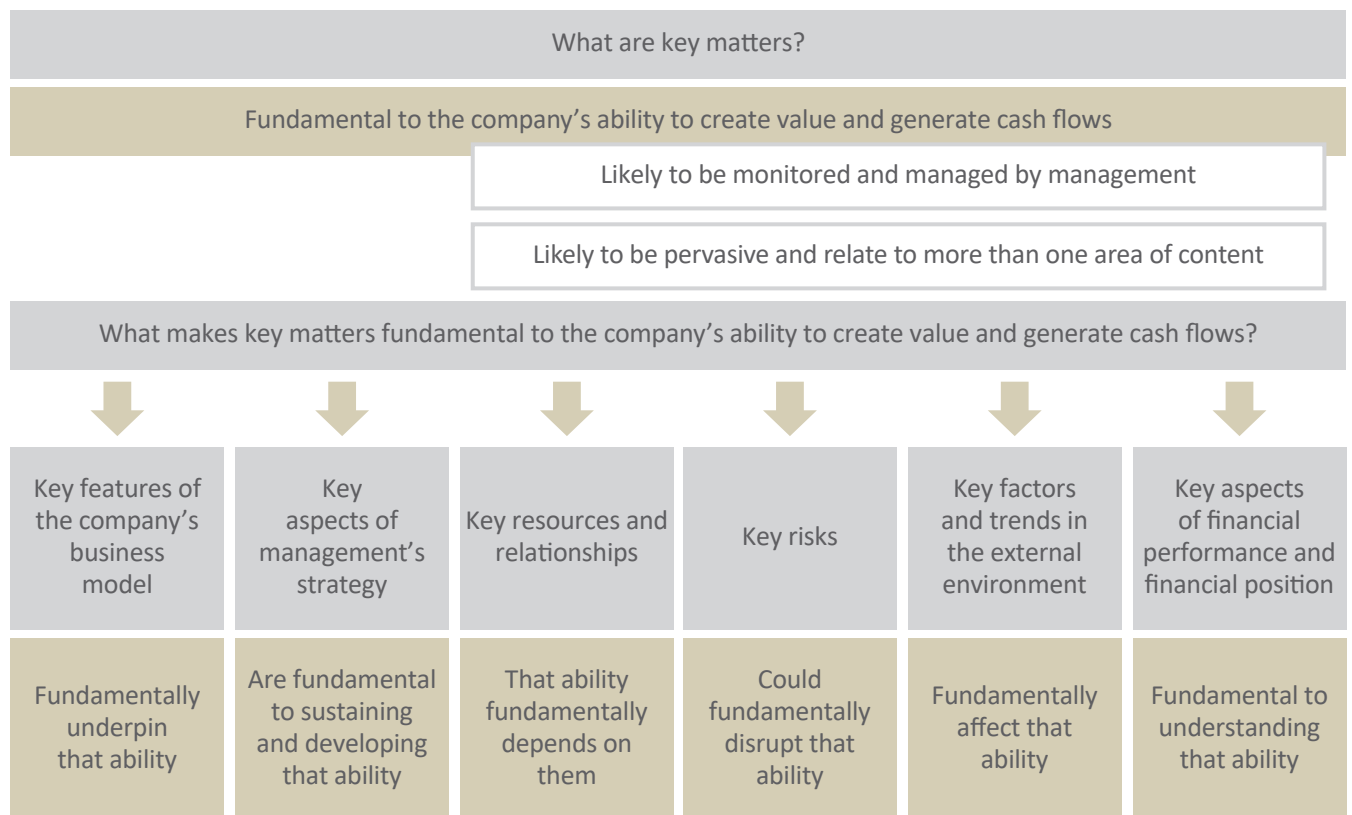 What are key matters?
Fundamental to the company’s ability to create value and generate cash flows
Likely to be monitored and managed by management
Likely to be pervasive and relate to more than one area of content
What makes key matters fundamental to the company’s ability to create value and generate cash flows?
Key features of
the company’s
business
model
Key
aspects of
management’s
strategy
Key resources and
relationships
Key risks
Key factors
and trends in
the external
environment
Key aspects
of financial
performance and
financial position
Fundamentally
underpin
that ability
Are fundamental
to sustaining
and developing
that ability
That ability
fundamentally
depends on
them
Could
fundamentally
disrupt that
ability
Fundamentally
affect that
ability
Fundamental to
understanding
that ability